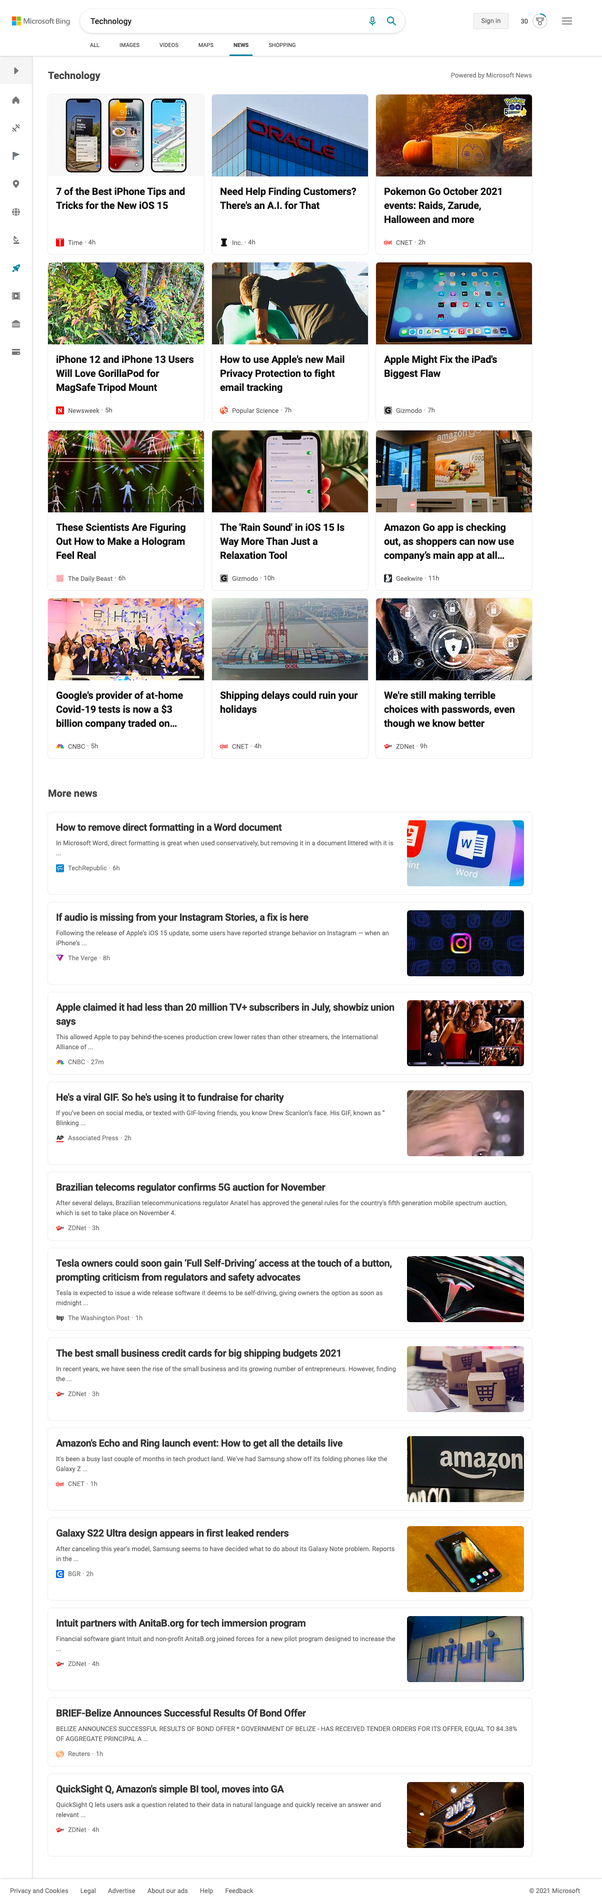 Microsoft Bing
Technology
Sign in
30
ALL
IMAGES
VIDEOS
MAPS
NEWS
SHOPPING
Technology
Powered by Microsoft News
ORACLE
7 of the Best iPhone Tips and
Tricks for the New iOS 15
Time · 4h
Need Help Finding Customers?
There's an A.I. for That
Inc. · 4h
Pokemon Go October 2021
events: Raids, Zarude,
Halloween and more
CNET · 2h
iPhone 12 and iPhone 13 Users
Will Love GorillaPod for
MagSafe Tripod Mount
Newsweek · 5h
How to use Apple's new Mail
Privacy Protection to fight
email tracking
Popular Science · 7h
Apple Might Fix the iPad's
Biggest Flaw
Gizmodo · 7h
These Scientists Are Figuring
Out How to Make a Hologram
Feel Real
The Daily Beast · 6h
The 'Rain Sound' in iOS 15 Is
Way More Than Just a
Relaxation Tool
Gizmodo · 10h
Amazon Go app is checking
out, as shoppers can now use
company's main app at all...
Geekwire · 11h
Google's provider of at-home
Covid-19 tests is now a $3
billion company traded on...
CNBC · 5h
Shipping delays could ruin your
holidays
CNET · 4h
We're still making terrible
choices with passwords, even
though we know better
ZDNet · 9h
More news
How to remove direct formatting in a Word document
In Microsoft Word, direct formatting is great when used conservatively, but removing it in a document littered with it is
...
TechRepublic · 6h
Word
If audio is missing from your Instagram Stories, a fix is here
Following the release of Apple's iOS 15 update, some users have reported strange behavior on Instagram — when an
iPhone's ...
The Verge · 8h
Apple claimed it had less than 20 million TV+ subscribers in July, showbiz union
says
This allowed Apple to pay behind-the-scenes production crew lower rates than other streamers, the International
Alliance of ...
CNBC · 27m
He's a viral GIF. So he's using it to fundraise for charity
If you've been on social media, or texted with GIF-loving friends, you know Drew Scanlon's face. His GIF, known as "
Blinking ...
AP Associated Press · 2h
Brazilian telecoms regulator confirms 5G auction for November
After several delays, Brazilian telecommunications regulator Anatel has approved the general rules for the country's fifth generation mobile spectrum auction,
which is set to take place on November 4.
ZDNet · 3h
Tesla owners could soon gain 'Full Self-Driving' access at the touch of a button,
prompting criticism from regulators and safety advocates
Tesla is expected to issue a wide release software it deems to be self-driving, giving owners the option as soon as
midnight ...
wp The Washington Post · 1h
The best small business credit cards for big shipping budgets 2021
In recent years, we have seen the rise of the small business and its growing number of entrepreneurs. However, finding
the ...
ZDNet · 3h
Amazon's Echo and Ring launch event: How to get all the details live
It's been a busy last couple of months in tech product land. We've had Samsung show off its folding phones like the
Galaxy Z ...
CNET · 1h
amazon
Galaxy S22 Ultra design appears in first leaked renders
After canceling this year's model, Samsung seems to have decided what to do about its Galaxy Note problem. Reports
in the ...
BGR · 2h
Intuit partners with AnitaB.org for tech immersion program
Financial software giant Intuit and non-profit AnitaB.org joined forces for a new pilot program designed to increase the
...
ZDNet · 4h
INTUIT
BRIEF-Belize Announces Successful Results Of Bond Offer
BELIZE ANNOUNCES SUCCESSFUL RESULTS OF BOND OFFER * GOVERNMENT OF BELIZE - HAS RECEIVED TENDER ORDERS FOR ITS OFFER, EQUAL TO 84.38%
OF AGGREGATE PRINCIPAL A ...
Reuters · 1h
QuickSight Q, Amazon's simple BI tool, moves into GA
QuickSight Q lets users ask a question related to their data in natural language and quickly receive an answer and
relevant ...
ZDNet · 4h
aws
Privacy and Cookies
Legal
Advertise
About our ads
Help
Feedback
© 2021 Microsoft